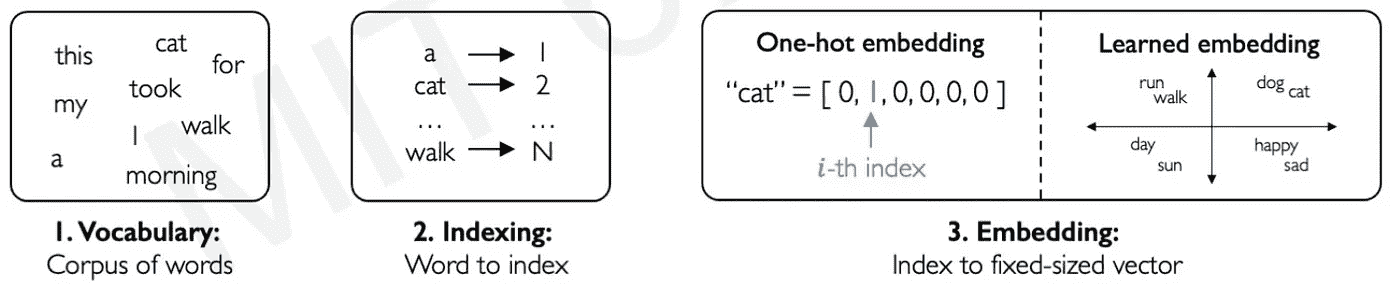 this
cat
for
my
took
I
walk
a
morning
1. Vocabulary:
Corpus of words
a → 1
cat → 2
... ...
walk → N
2. Indexing:
Word to index
One-hot embedding
"cat" = [ 0, 1, 0, 0, 0, 0 ]
i-th index
Learned embedding
run
walk
dog cat
day
sun
happy
sad
3. Embedding:
Index to fixed-sized vector
MIT